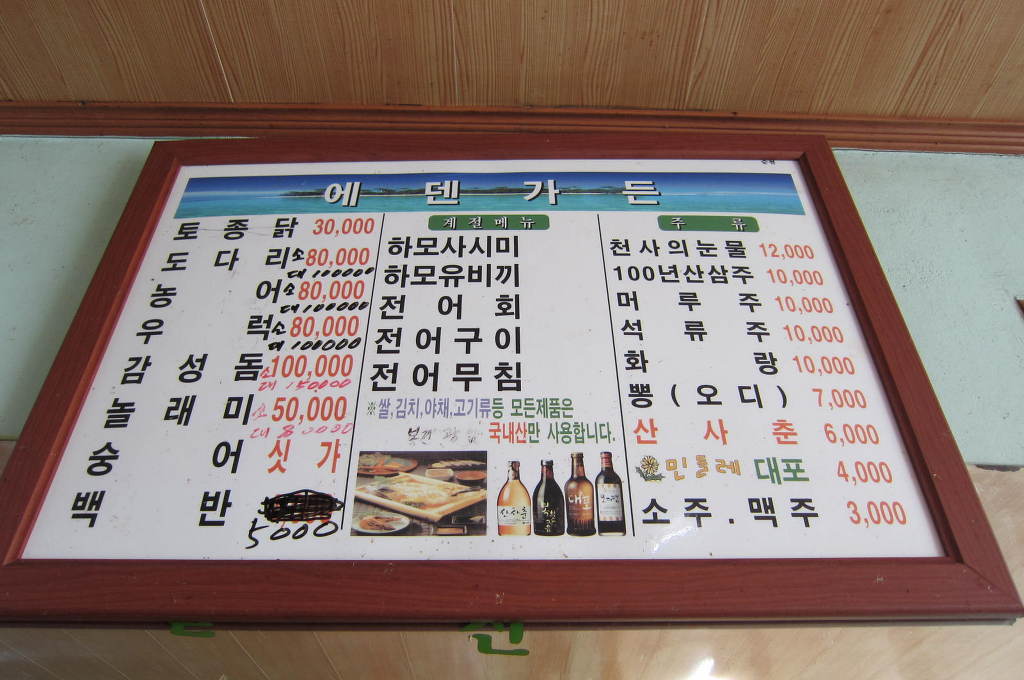 에덴가든
토종닭 30,000
도다리 소 80,000
대 100000
농어 소 80,000
대 100000
우럭 소 80,000
대 100000
감성돔 소 100,000
대 150,000
놀래미 소 50,000
대 80000
숭어 싯가
백반
5000
계절메뉴
하모사시미
하모유비끼
전어회
전어구이
전어무침
※쌀,김치,야채,고기류등 모든제품은
국내산만 사용합니다.
산사춘
대포
주류
천사의눈물 12,000
100년산삼주 10,000
머루주 10,000
석류주 10,000
화랑 10,000
뽕(오디) 7,000
산사춘 6,000
민들레 대포 4,000
소주.맥주 3,000